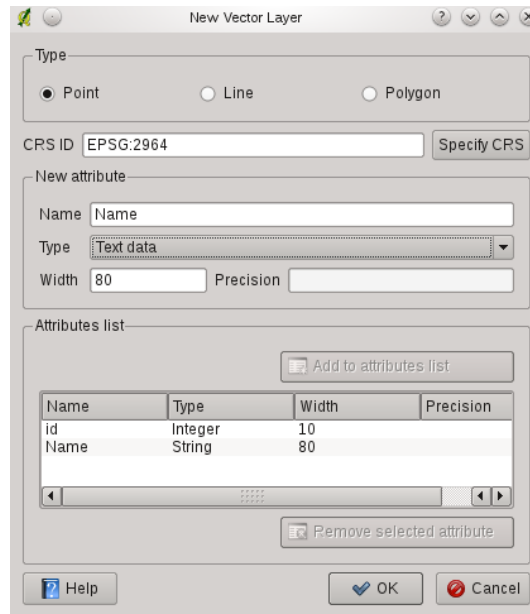 New Vector Layer
Type
Point Line Polygon
CRS ID EPSG:2964 Specify CRS
New attribute
Name Name
Type Text data
Width 80 Precision
Attributes list
Add to attributes list
Name Type Width Precision
id Integer 10
Name String 80
Remove selected attribute
Help OK Cancel